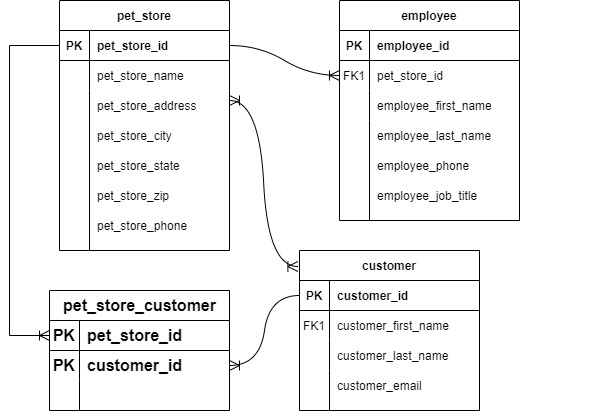 pet_store
PK pet_store_id
pet_store_name
pet_store_address
pet_store_city
pet_store_state
pet_store_zip
pet_store_phone
employee
PK employee_id
FK1 pet_store_id
employee_first_name
employee_last_name
employee_phone
employee_job_title
customer
PK customer_id
FK1 customer_first_name
customer_last_name
customer_email
pet_store_customer
PK pet_store_id
PK customer_id